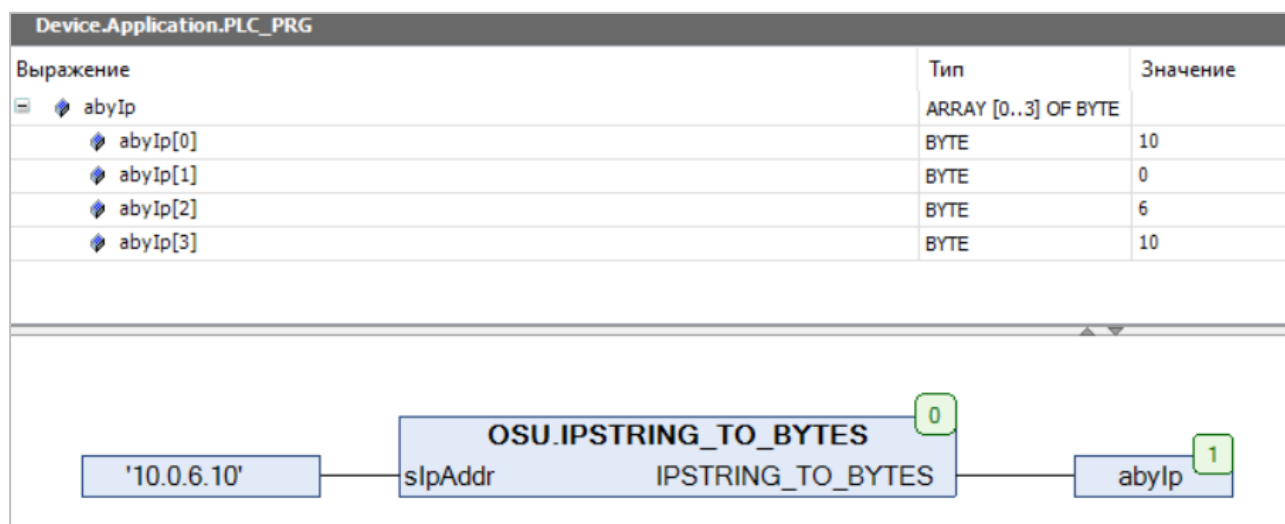 Device.Application.PLC_PRG
Выражение Тип Значение
abyIp ARRAY [0..3] OF BYTE
abyIp[0] BYTE 10
abyIp[1] BYTE 0
abyIp[2] BYTE 6
abyIp[3] BYTE 10
0
OSU.IPSTRING_TO_BYTES
1
'10.0.6.10' sIpAddr IPSTRING_TO_BYTES abyIp